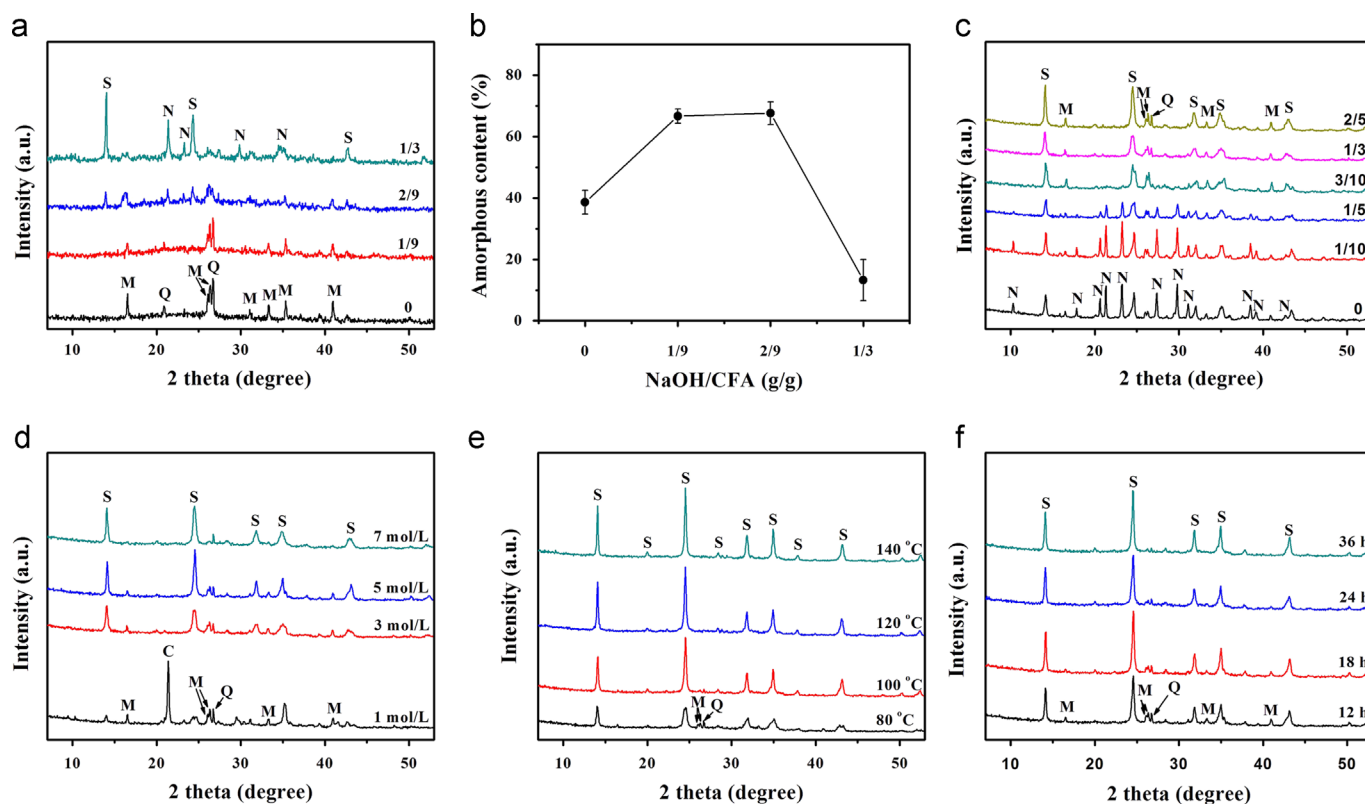 a
S
N
N
S
N
N
S
1/3
2/9
1/9
M
Q
M
Q
M
M
M
M
0
Intensity (a.u.)
10 20 30 40 50
2 theta (degree)
b
80
60
40
20
0
Amorphous content (%)
0 1/9 2/9 1/3
NaOH/CFA (g/g)
c
S
M
S
M
Q
S
M
S
M
S
2/5
1/3
3/10
1/5
1/10
N
N
N
N
N
N
N
N
N
N
N
0
Intensity (a.u.)
10 20 30 40 50
2 theta (degree)
d
S
S
S
S
S
7 mol/L
5 mol/L
3 mol/L
C
M
M
Q
M
M
1 mol/L
Intensity (a.u.)
10 20 30 40 50
2 theta (degree)
e
S
S
S
S
S
S
S
S
140 °C
120 °C
100 °C
M
Q
80 °C
Intensity (a.u.)
10 20 30 40 50
2 theta (degree)
f
S
S
S
S
S
36 h
24 h
18 h
M
M
Q
M
M
12 h
Intensity (a.u.)
10 20 30 40 50
2 theta (degree)